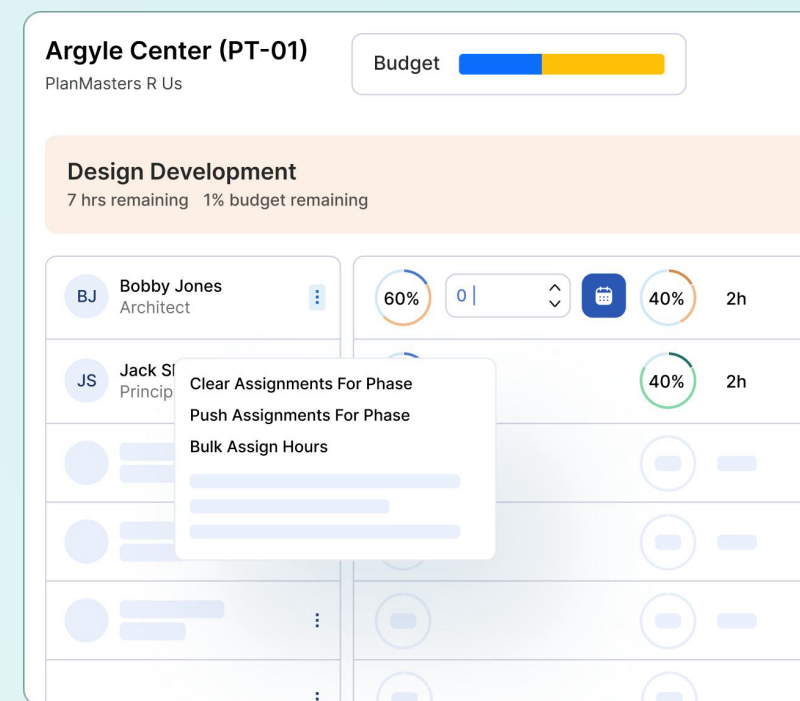 Argyle Center (PT-01)
PlanMasters R Us
Budget
Design Development
7 hrs remaining 1% budget remaining
BJ
Bobby Jones
Architect
60%
0
40%
2h
JS
Jack
40%
2h
Clear Assignments For Phase
Push Assignments For Phase
Bulk Assign Hours